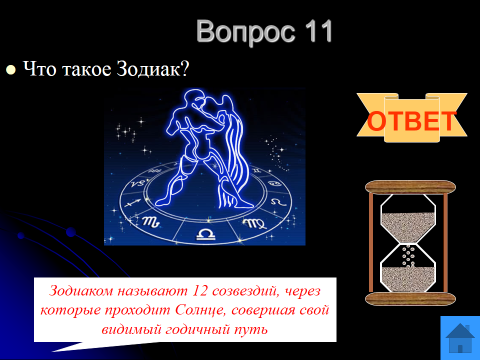 Вопрос 11
Что такое Зодиак?
ОТВЕТ
Зодиаком называют 12 созвездий, через
которые проходит Солнце, совершая свой
видимый годичный путь